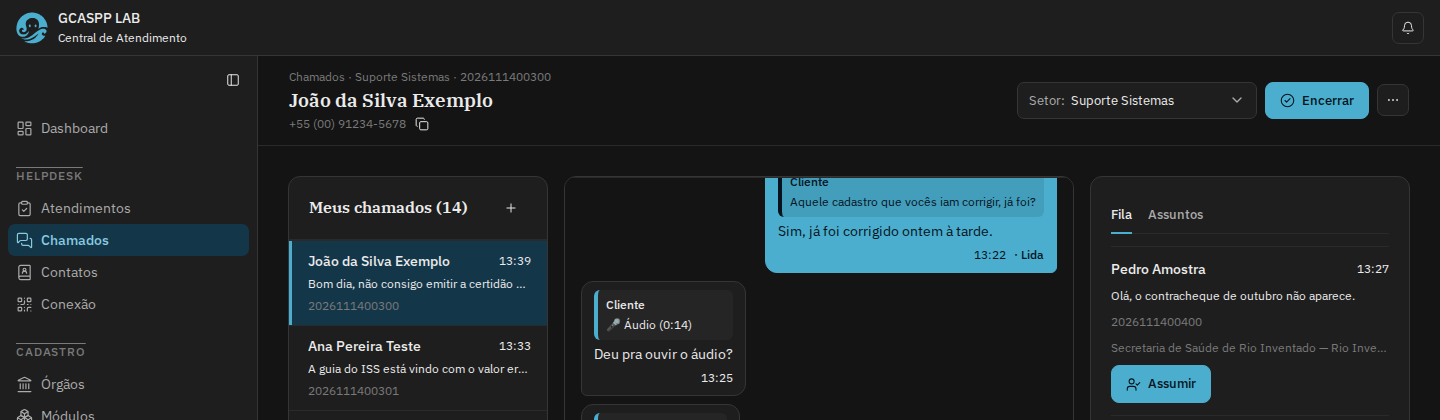 GCASPP LAB
Central de Atendimento
Dashboard
HELPDESK
Atendimentos
Chamados
Contatos
Conexão
CADASTRO
Órgãos
Módulos
Chamados · Suporte Sistemas · 2026111400300
João da Silva Exemplo
+55 (00) 91234-5678
Setor: Suporte Sistemas
Encerrar
Meus chamados (14)
João da Silva Exemplo 13:39
Bom dia, não consigo emitir a certidão ...
2026111400300
Ana Pereira Teste 13:33
A guia do ISS está vindo com o valor er...
2026111400301
Cliente
Aquele cadastro que vocês iam corrigir, já foi?
Sim, já foi corrigido ontem à tarde.
13:22 · Lida
Cliente
🎤 Áudio (0:14)
Deu pra ouvir o áudio?
13:25
Fila Assuntos
Pedro Amostra 13:27
Olá, o contracheque de outubro não aparece.
2026111400400
Secretaria de Saúde de Rio Inventado — Rio Inve...
Assumir